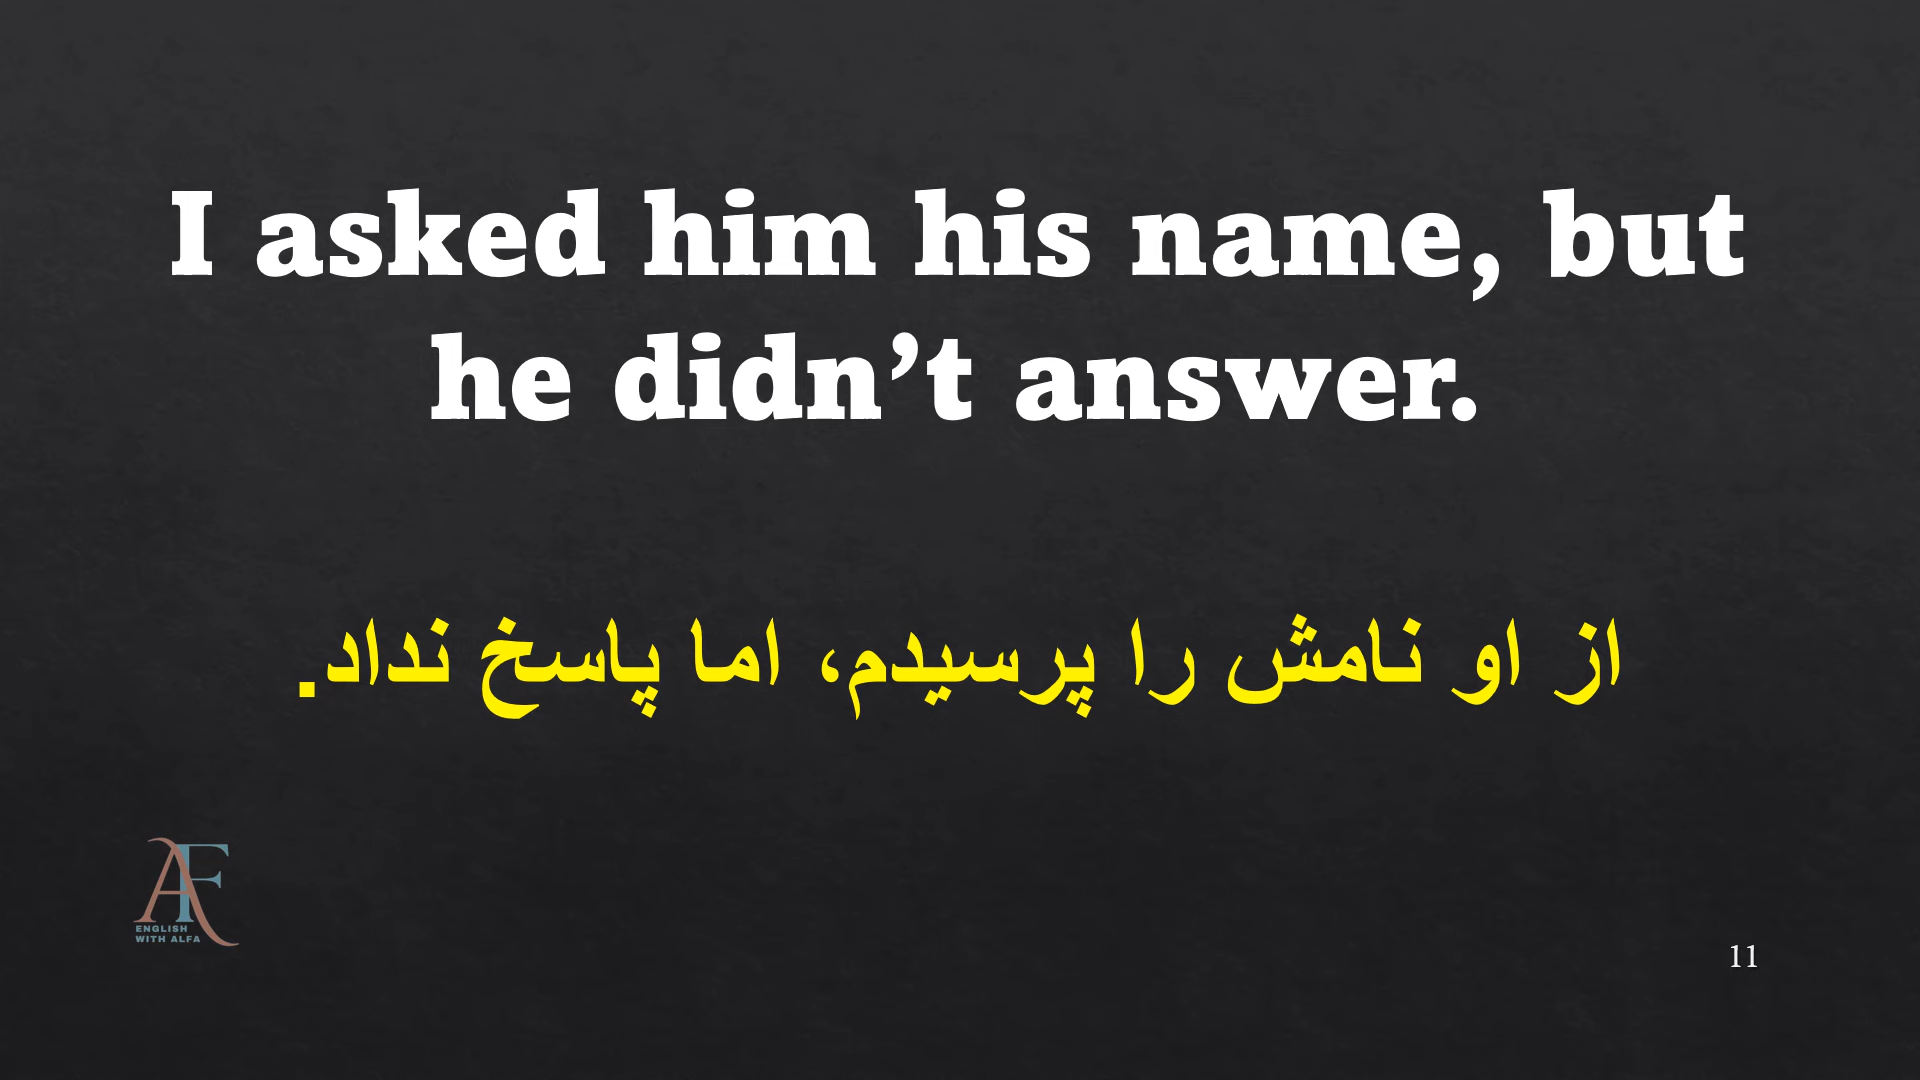 I asked him his name, but
he didn’t answer.
از او نامش را پرسیدم، اما پاسخ نداد.
AF
ENGLISH
WITH ALFA
11